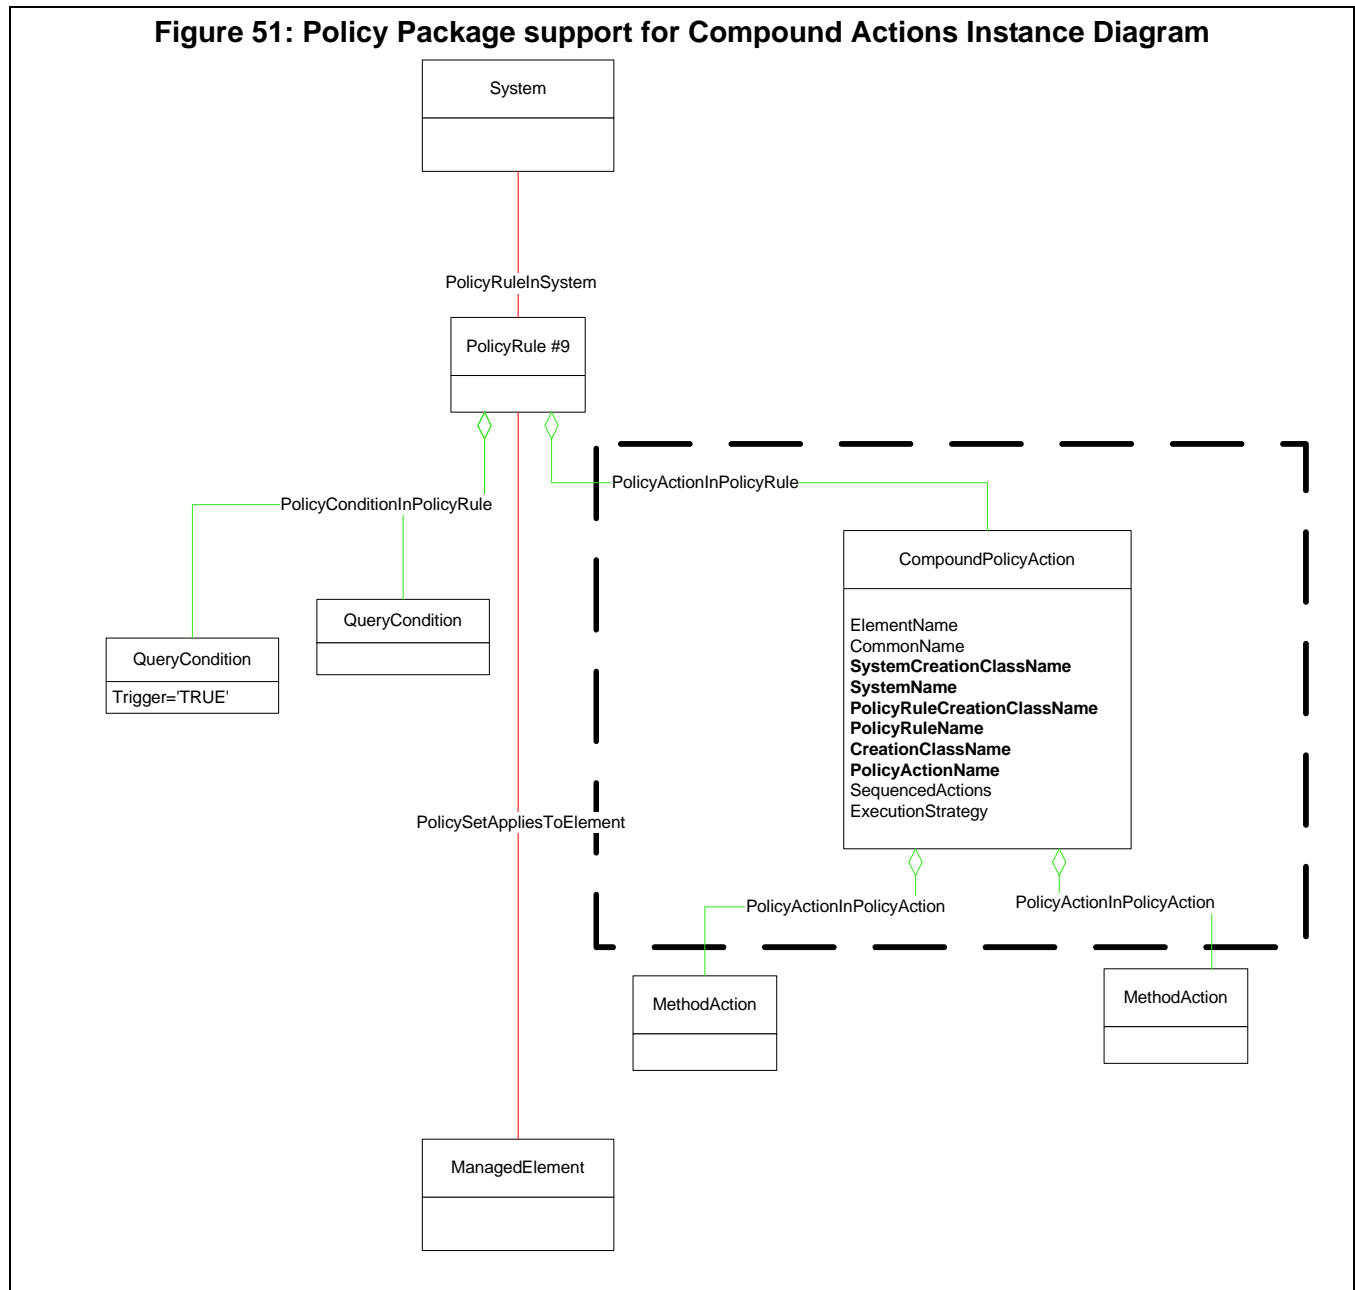 Figure 51: Policy Package support for Compound Actions Instance Diagram
System
PolicyRuleInSystem
PolicyRule #9
PolicyActionInPolicyRule
PolicyConditionInPolicyRule
CompoundPolicyAction
QueryCondition
QueryCondition
Trigger='TRUE'
ElementName
CommonName
SystemCreationClassName
SystemName
PolicyRuleCreationClassName
PolicyRuleName
CreationClassName
PolicyActionName
SequencedActions
ExecutionStrategy
PolicySetAppliesToElement
PolicyActionInPolicyAction
PolicyActionInPolicyAction
MethodAction
MethodAction
ManagedElement